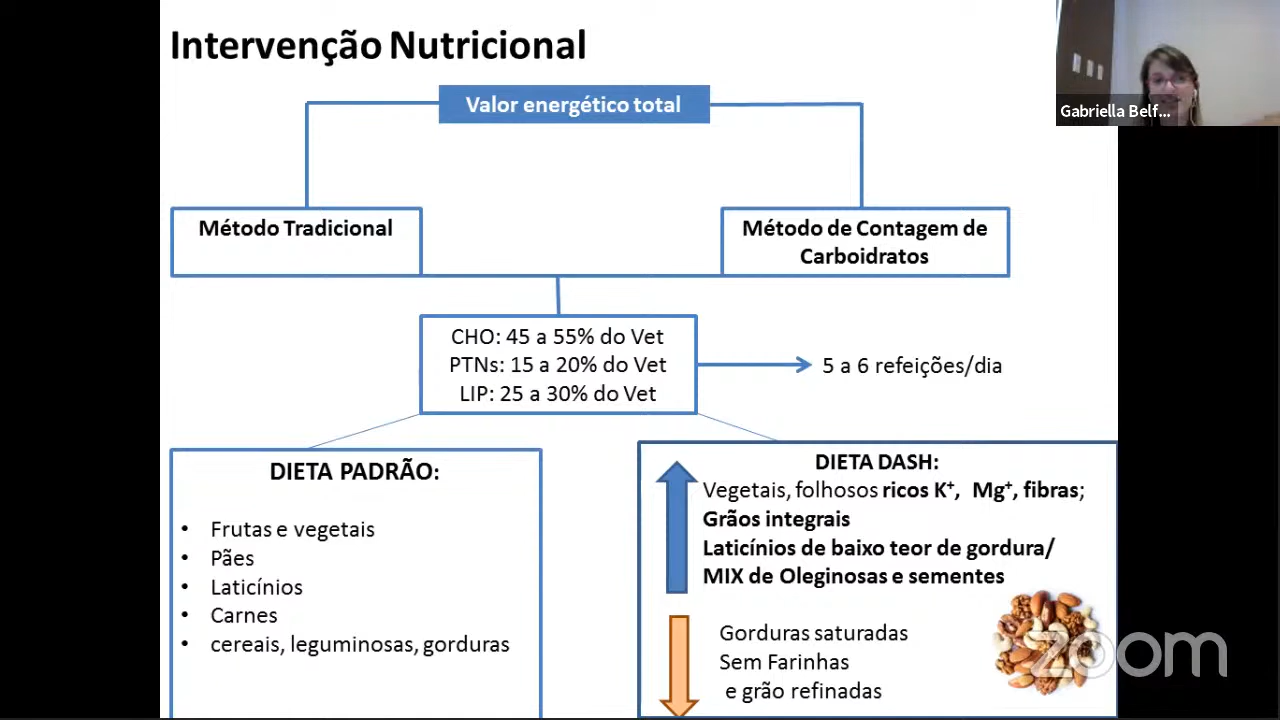 Intervenção Nutricional
Gabriella Belf...
Valor energético total
Método Tradicional
Método de Contagem de
Carboidratos
CHO: 45 a 55% do Vet
PTNs: 15 a 20% do Vet
LIP: 25 a 30% do Vet
5 a 6 refeições/dia
DIETA PADRÃO:
• Frutas e vegetais
• Pães
• Laticínios
• Carnes
• cereais, leguminosas, gorduras
DIETA DASH:
Vegetais, folhosos ricos K⁺, Mg⁺, fibras;
Grãos integrais
Laticínios de baixo teor de gordura/
MIX de Oleginosas e sementes
Gorduras saturadas
Sem Farinhas
e grão refinadas
zoom